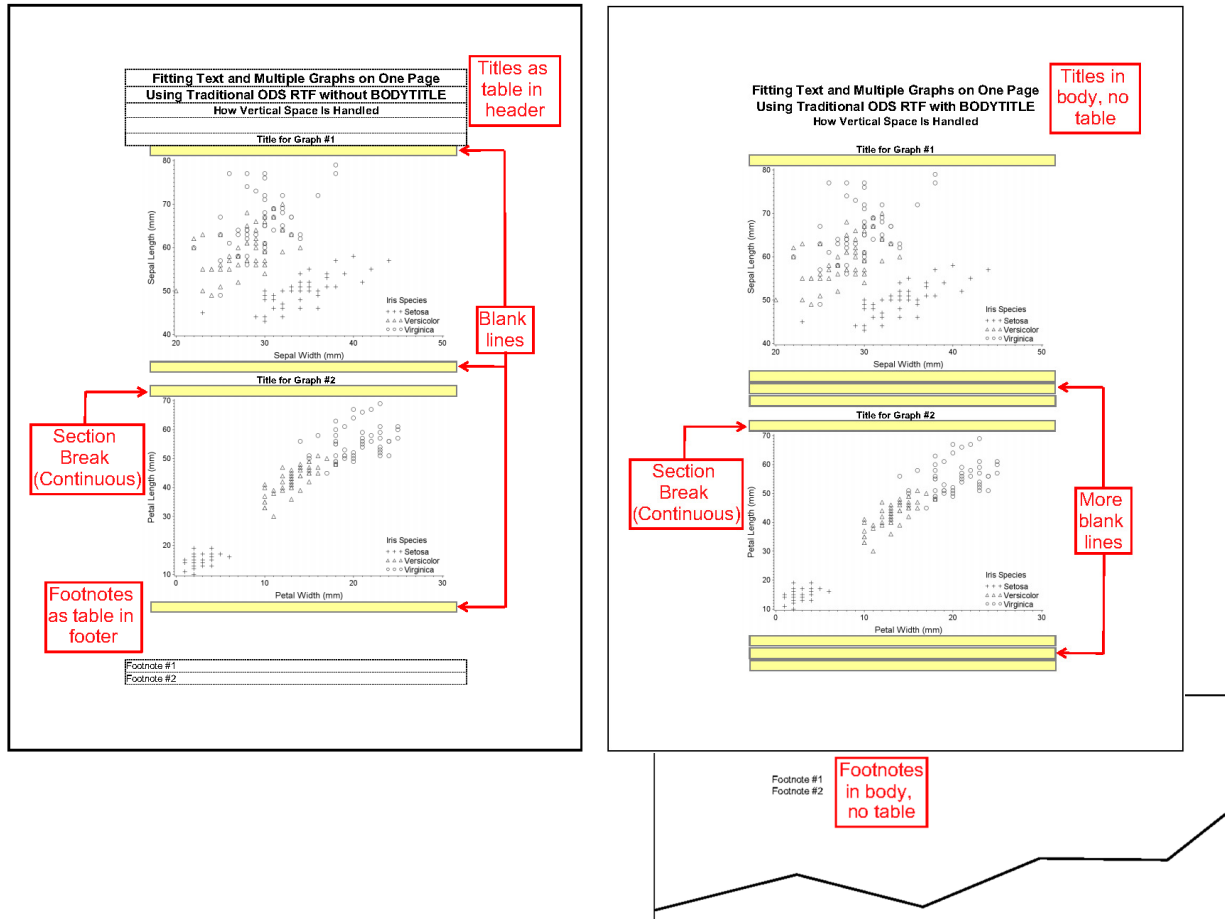 Fitting Text and Multiple Graphs on One Page
Using Traditional ODS RTF without BODYTITLE
How Vertical Space Is Handled
Title for Graph #1
Titles as
table in
header
80
70
60
50
40
Sepal Length (mm)
20
30
40
50
Sepal Width (mm)
Iris Species
+ + + Setosa
△ △ △ Versicolor
○ ○ ○ Virginica
Blank
lines
Title for Graph #2
Section
Break
(Continuous)
70
60
50
40
30
20
10
Petal Length (mm)
0
10
20
30
Petal Width (mm)
Iris Species
+ + + Setosa
△ △ △ Versicolor
○ ○ ○ Virginica
Footnotes
as table in
footer
Footnote #1
Footnote #2
Fitting Text and Multiple Graphs on One Page
Using Traditional ODS RTF with BODYTITLE
How Vertical Space Is Handled
Titles in
body, no
table
Title for Graph #1
80
70
60
50
40
Sepal Length (mm)
20
30
40
50
Sepal Width (mm)
Iris Species
+ + + Setosa
△ △ △ Versicolor
○ ○ ○ Virginica
Title for Graph #2
Section
Break
(Continuous)
70
60
50
40
30
20
10
Petal Length (mm)
0
10
20
30
Petal Width (mm)
Iris Species
+ + + Setosa
△ △ △ Versicolor
○ ○ ○ Virginica
More
blank
lines
Footnote #1
Footnote #2
Footnotes
in body,
no table